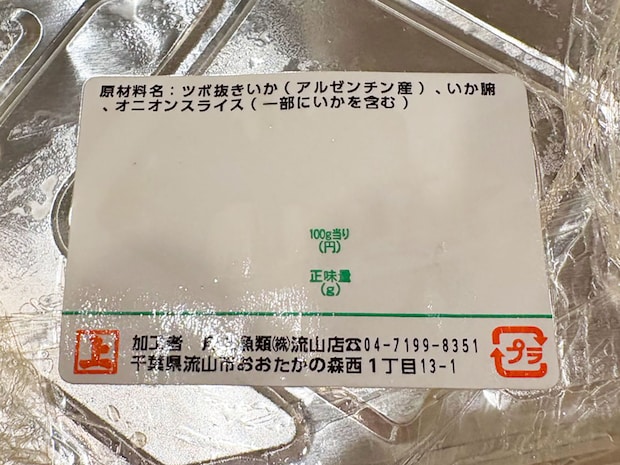 原材料名：ツボ抜きいか（アルゼンチン産）、いか腑
、オニオンスライス（一部にいかを含む）
100g当り
(円)
正味量
(g)
上
加工者 魚類㈱流山店☎04-7199-8351
千葉県流山市おおたかの森西1丁目13-1
プラ